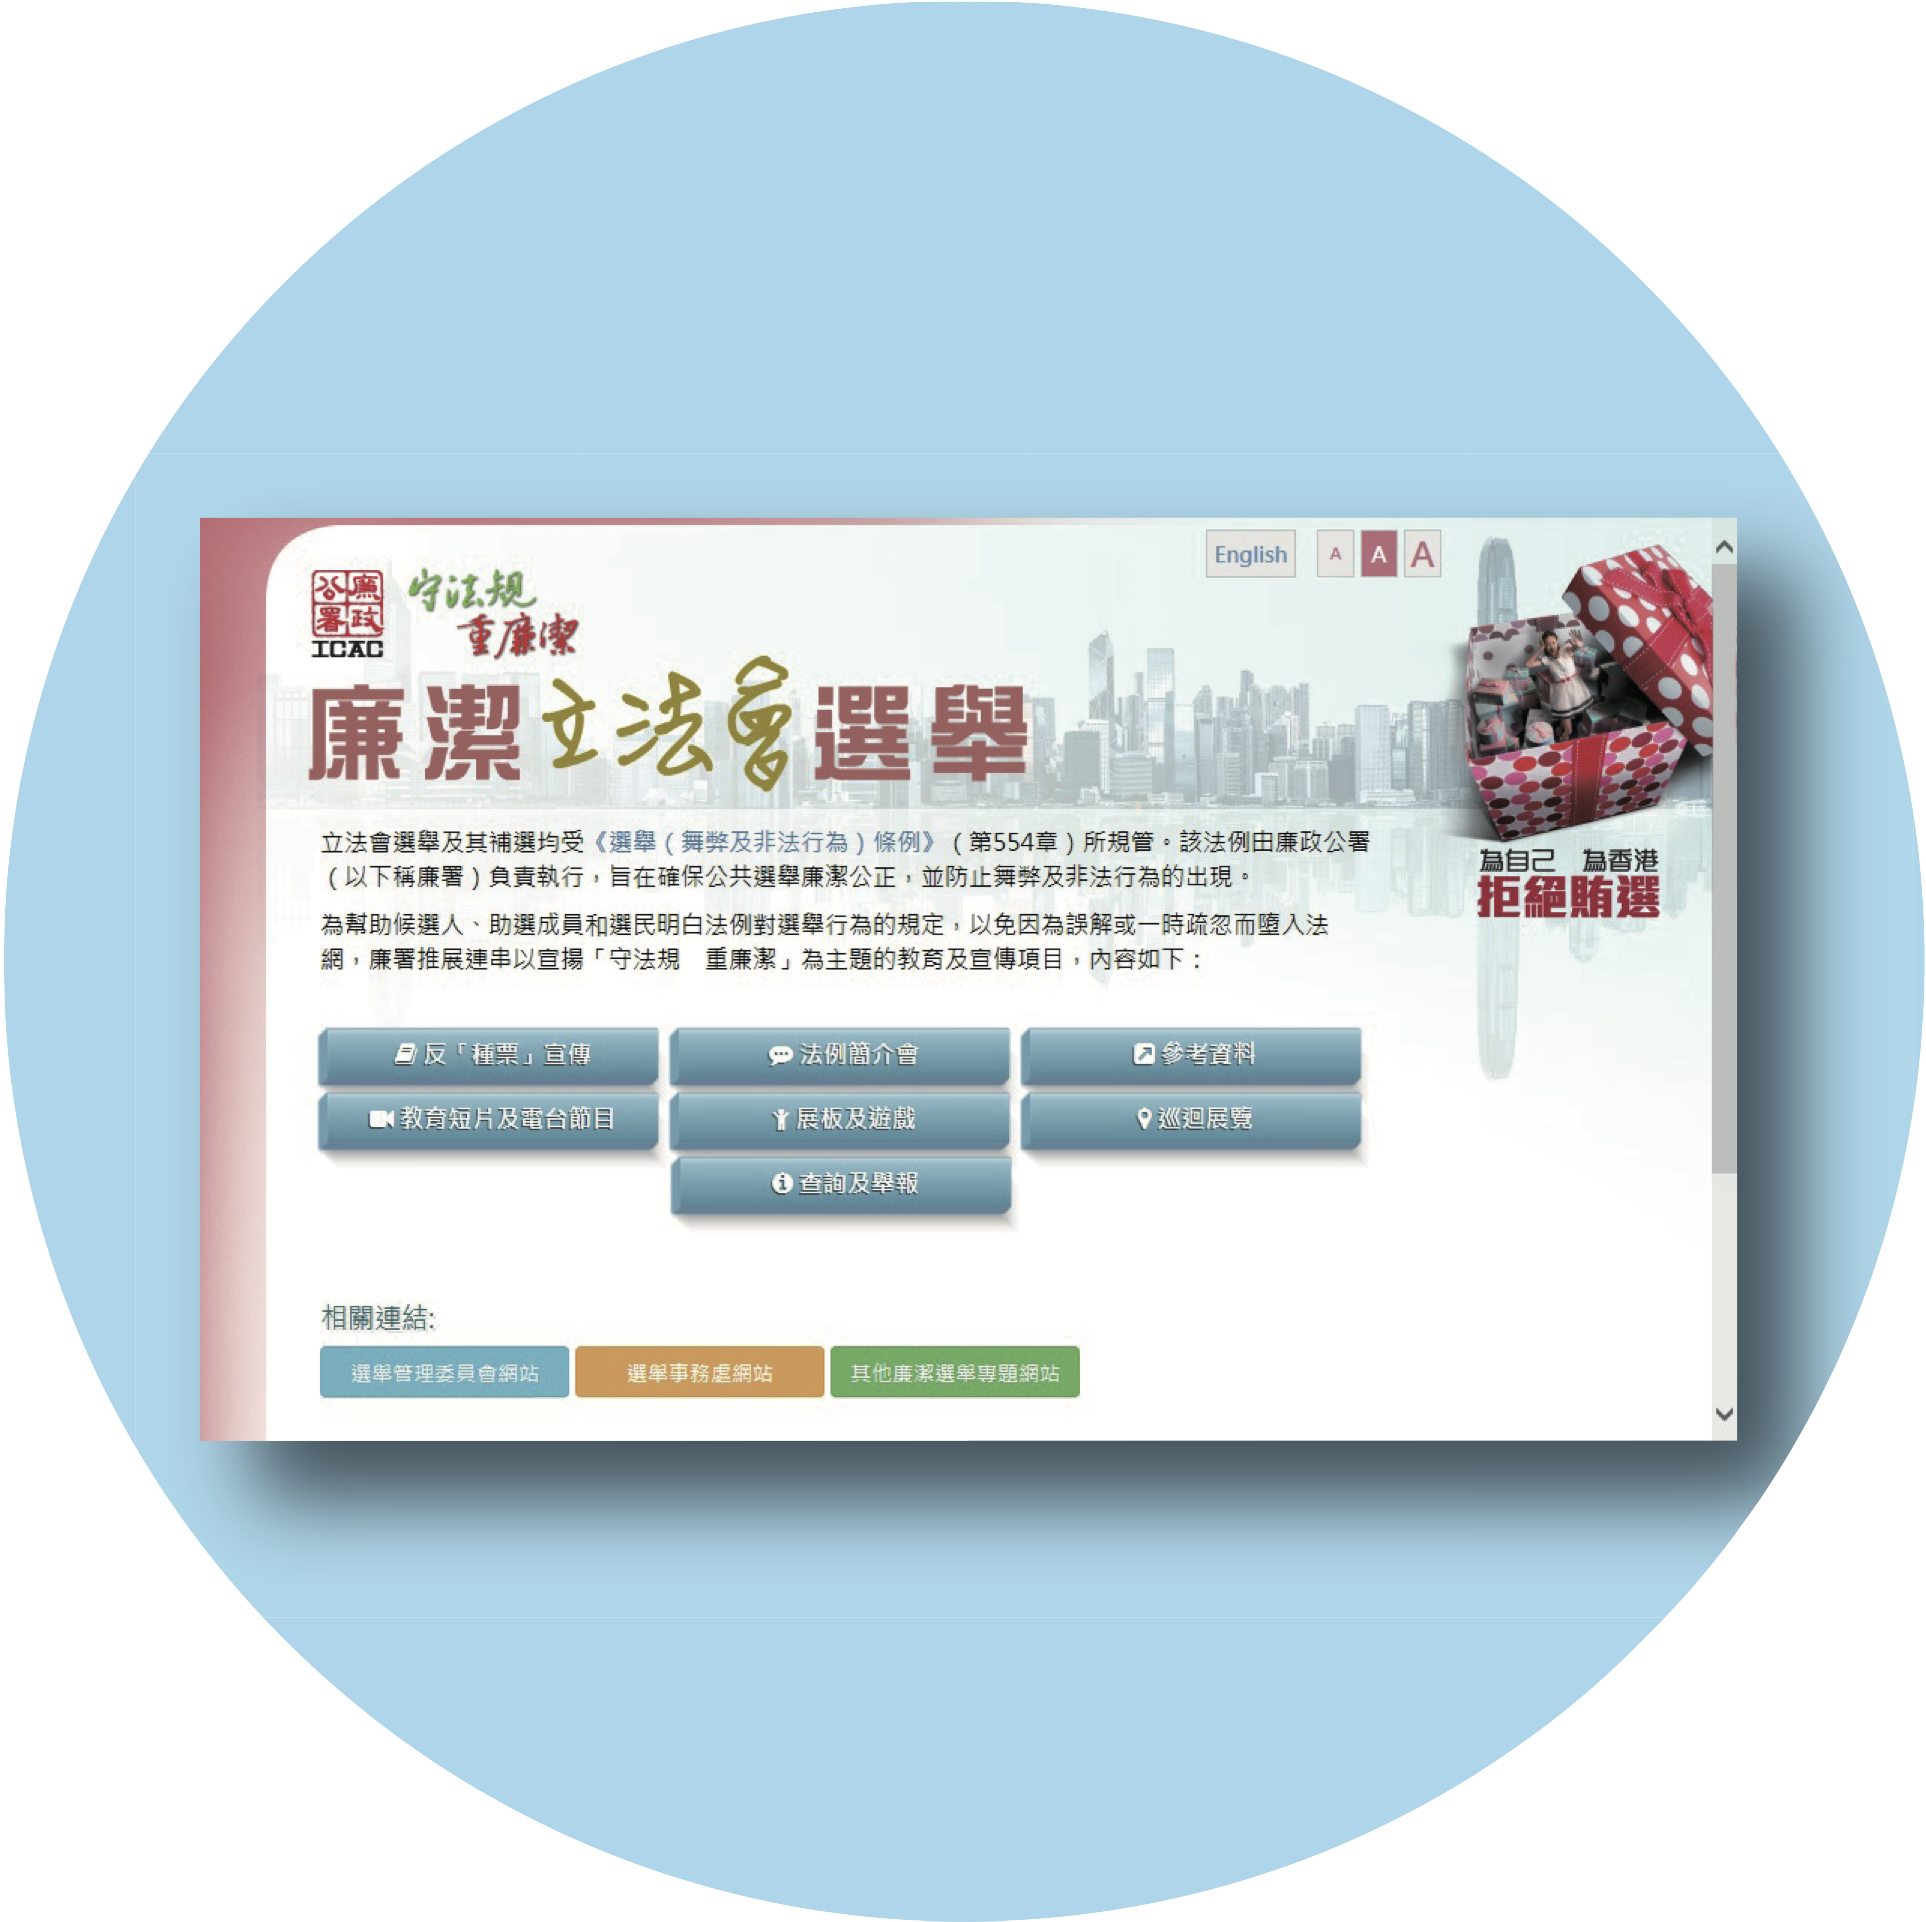 English A A A
廉政公署
ICAC
守法規
重廉潔
廉潔立法會選舉
立法會選舉及其補選均受《選舉（舞弊及非法行為）條例》（第554章）所規管。該法例由廉政公署
（以下稱廉署）負責執行，旨在確保公共選舉廉潔公正，並防止舞弊及非法行為的出現。
為幫助候選人、助選成員和選民明白法例對選舉行為的規定，以免因為誤解或一時疏忽而墮入法
網，廉署推展連串以宣揚「守法規　重廉潔」為主題的教育及宣傳項目，內容如下：
為自己　為香港
拒絕賄選
反「種票」宣傳
法例簡介會
參考資料
教育短片及電台節目
展板及遊戲
巡迴展覽
查詢及舉報
相關連結:
選舉管理委員會網站
選舉事務處網站
其他廉潔選舉專題網站